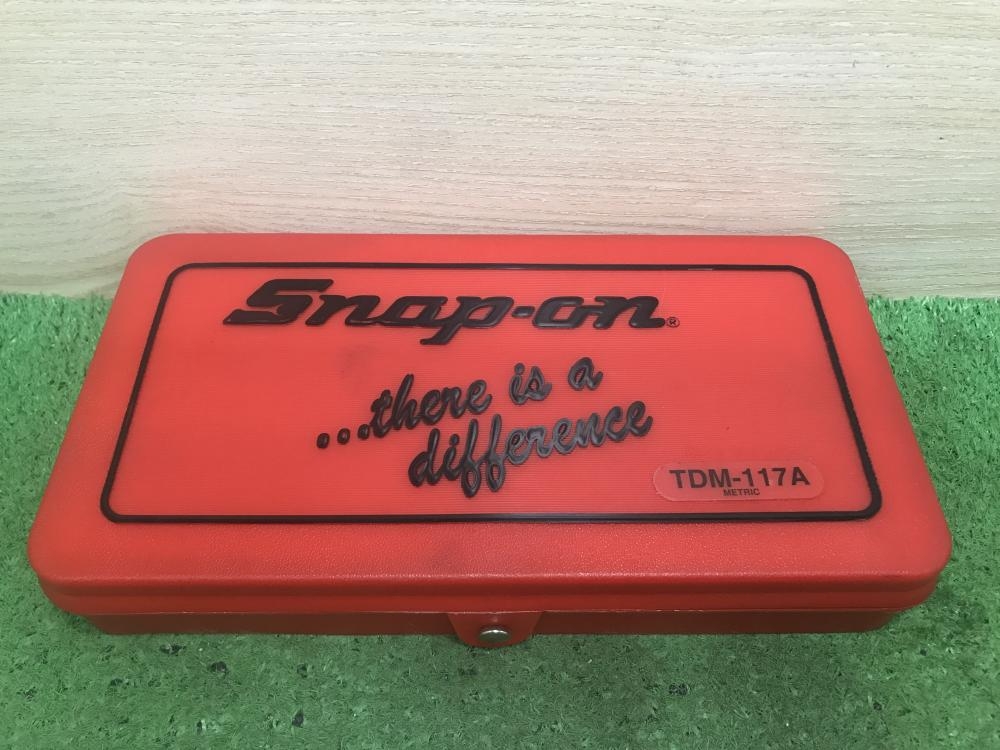 Snap-on®
...there is a
difference
TDM-117A
METRIC